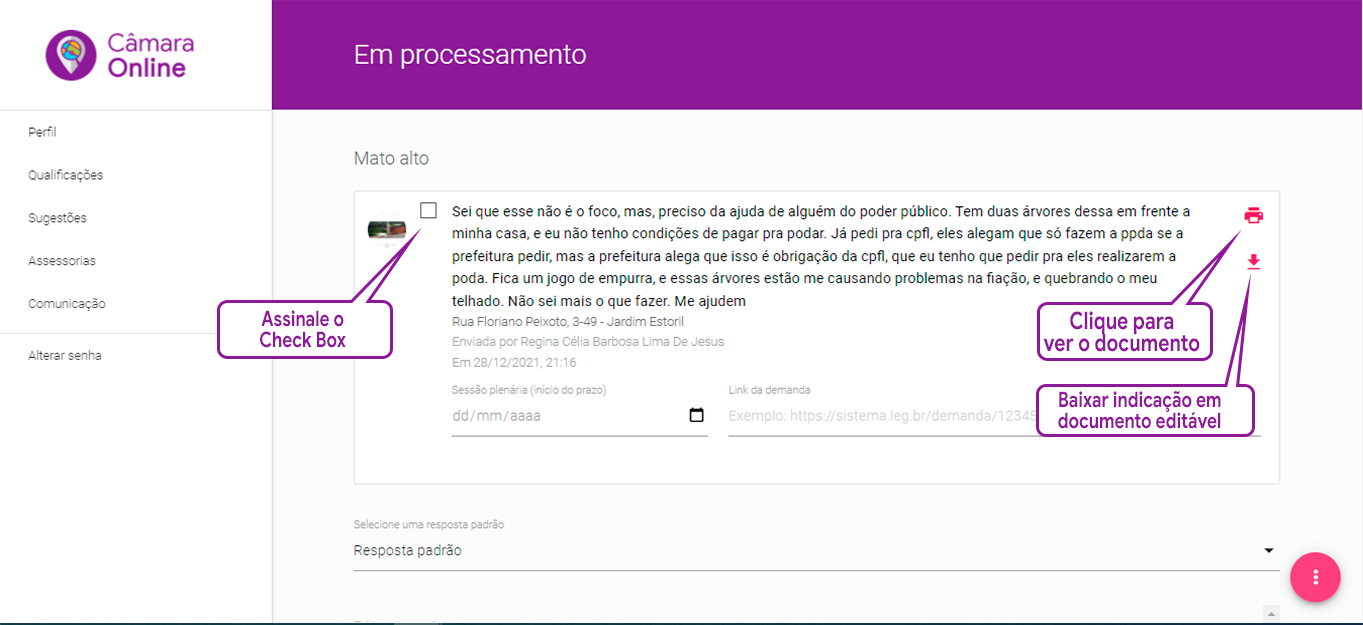 Câmara
Online
Em processamento
Perfil
Qualificações
Sugestões
Assessorias
Comunicação
Alterar senha
Mato alto
Sei que esse não é o foco, mas, preciso da ajuda de alguém do poder público. Tem duas árvores dessa em frente a
minha casa, e eu não tenho condições de pagar pra podar. Já pedi pra cpfl, eles alegam que só fazem a ppda se a
prefeitura pedir, mas a prefeitura alega que isso é obrigação da cpfl, que eu tenho que pedir pra eles realizarem a
poda. Fica um jogo de empurra, e essas árvores estão me causando problemas na fiação, e quebrando o meu
telhado. Não sei mais o que fazer. Me ajudem
Rua Floriano Peixoto, 3-49 - Jardim Estoril
Enviada por Regina Célia Barbosa Lima De Jesus
Em 28/12/2021, 21:16
Assinale o
Check Box
Clique para
ver o documento
Baixar indicação em
documento editável
Sessão plenária (início do prazo)
dd/mm/aaaa
Link da demanda
Exemplo: https://sistema.leg.br/demanda/12345
Selecione uma resposta padrão
Resposta padrão